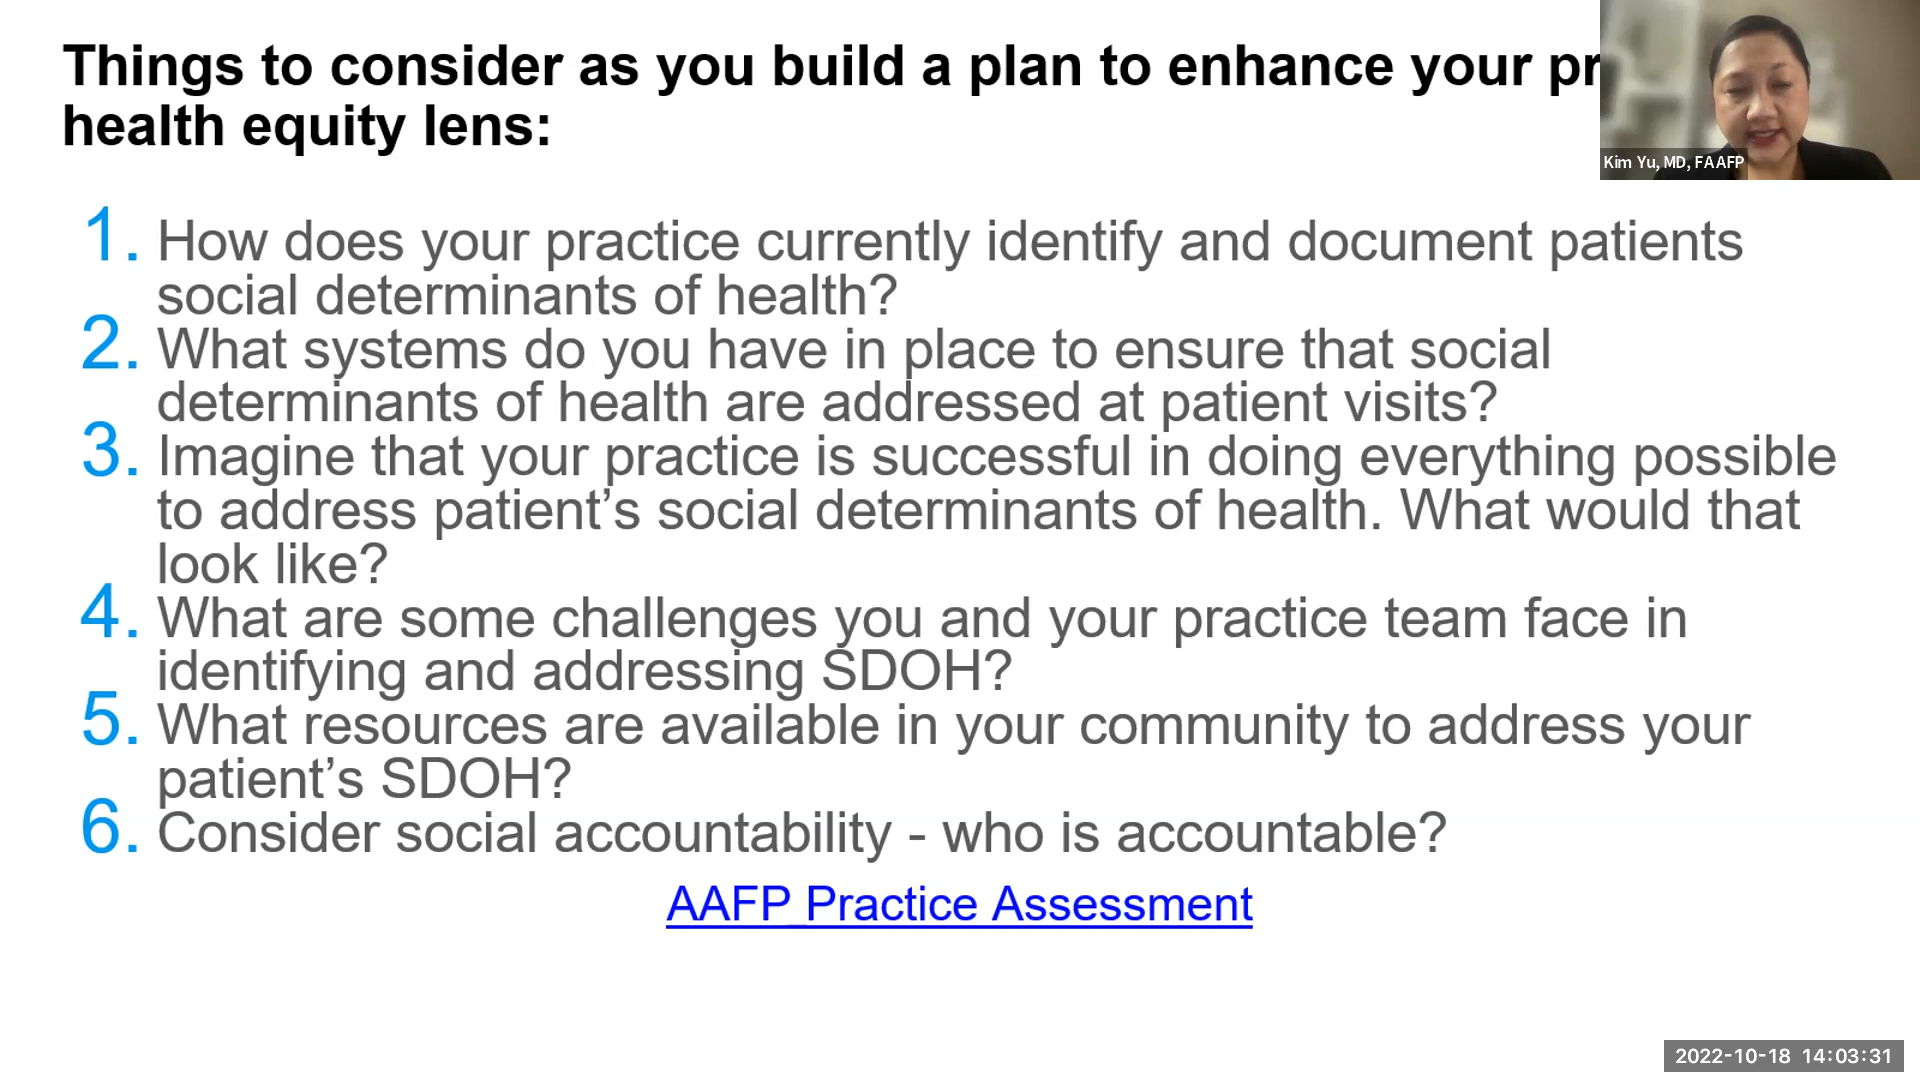 Things to consider as you build a plan to enhance your
health equity lens:
Kim Yu, MD, FAAFP
1. How does your practice currently identify and document patients
social determinants of health?
2. What systems do you have in place to ensure that social
determinants of health are addressed at patient visits?
3. Imagine that your practice is successful in doing everything possible
to address patient’s social determinants of health. What would that
look like?
4. What are some challenges you and your practice team face in
identifying and addressing SDOH?
5. What resources are available in your community to address your
patient’s SDOH?
6. Consider social accountability - who is accountable?
AAFP Practice Assessment
2022-10-18 14:03:31